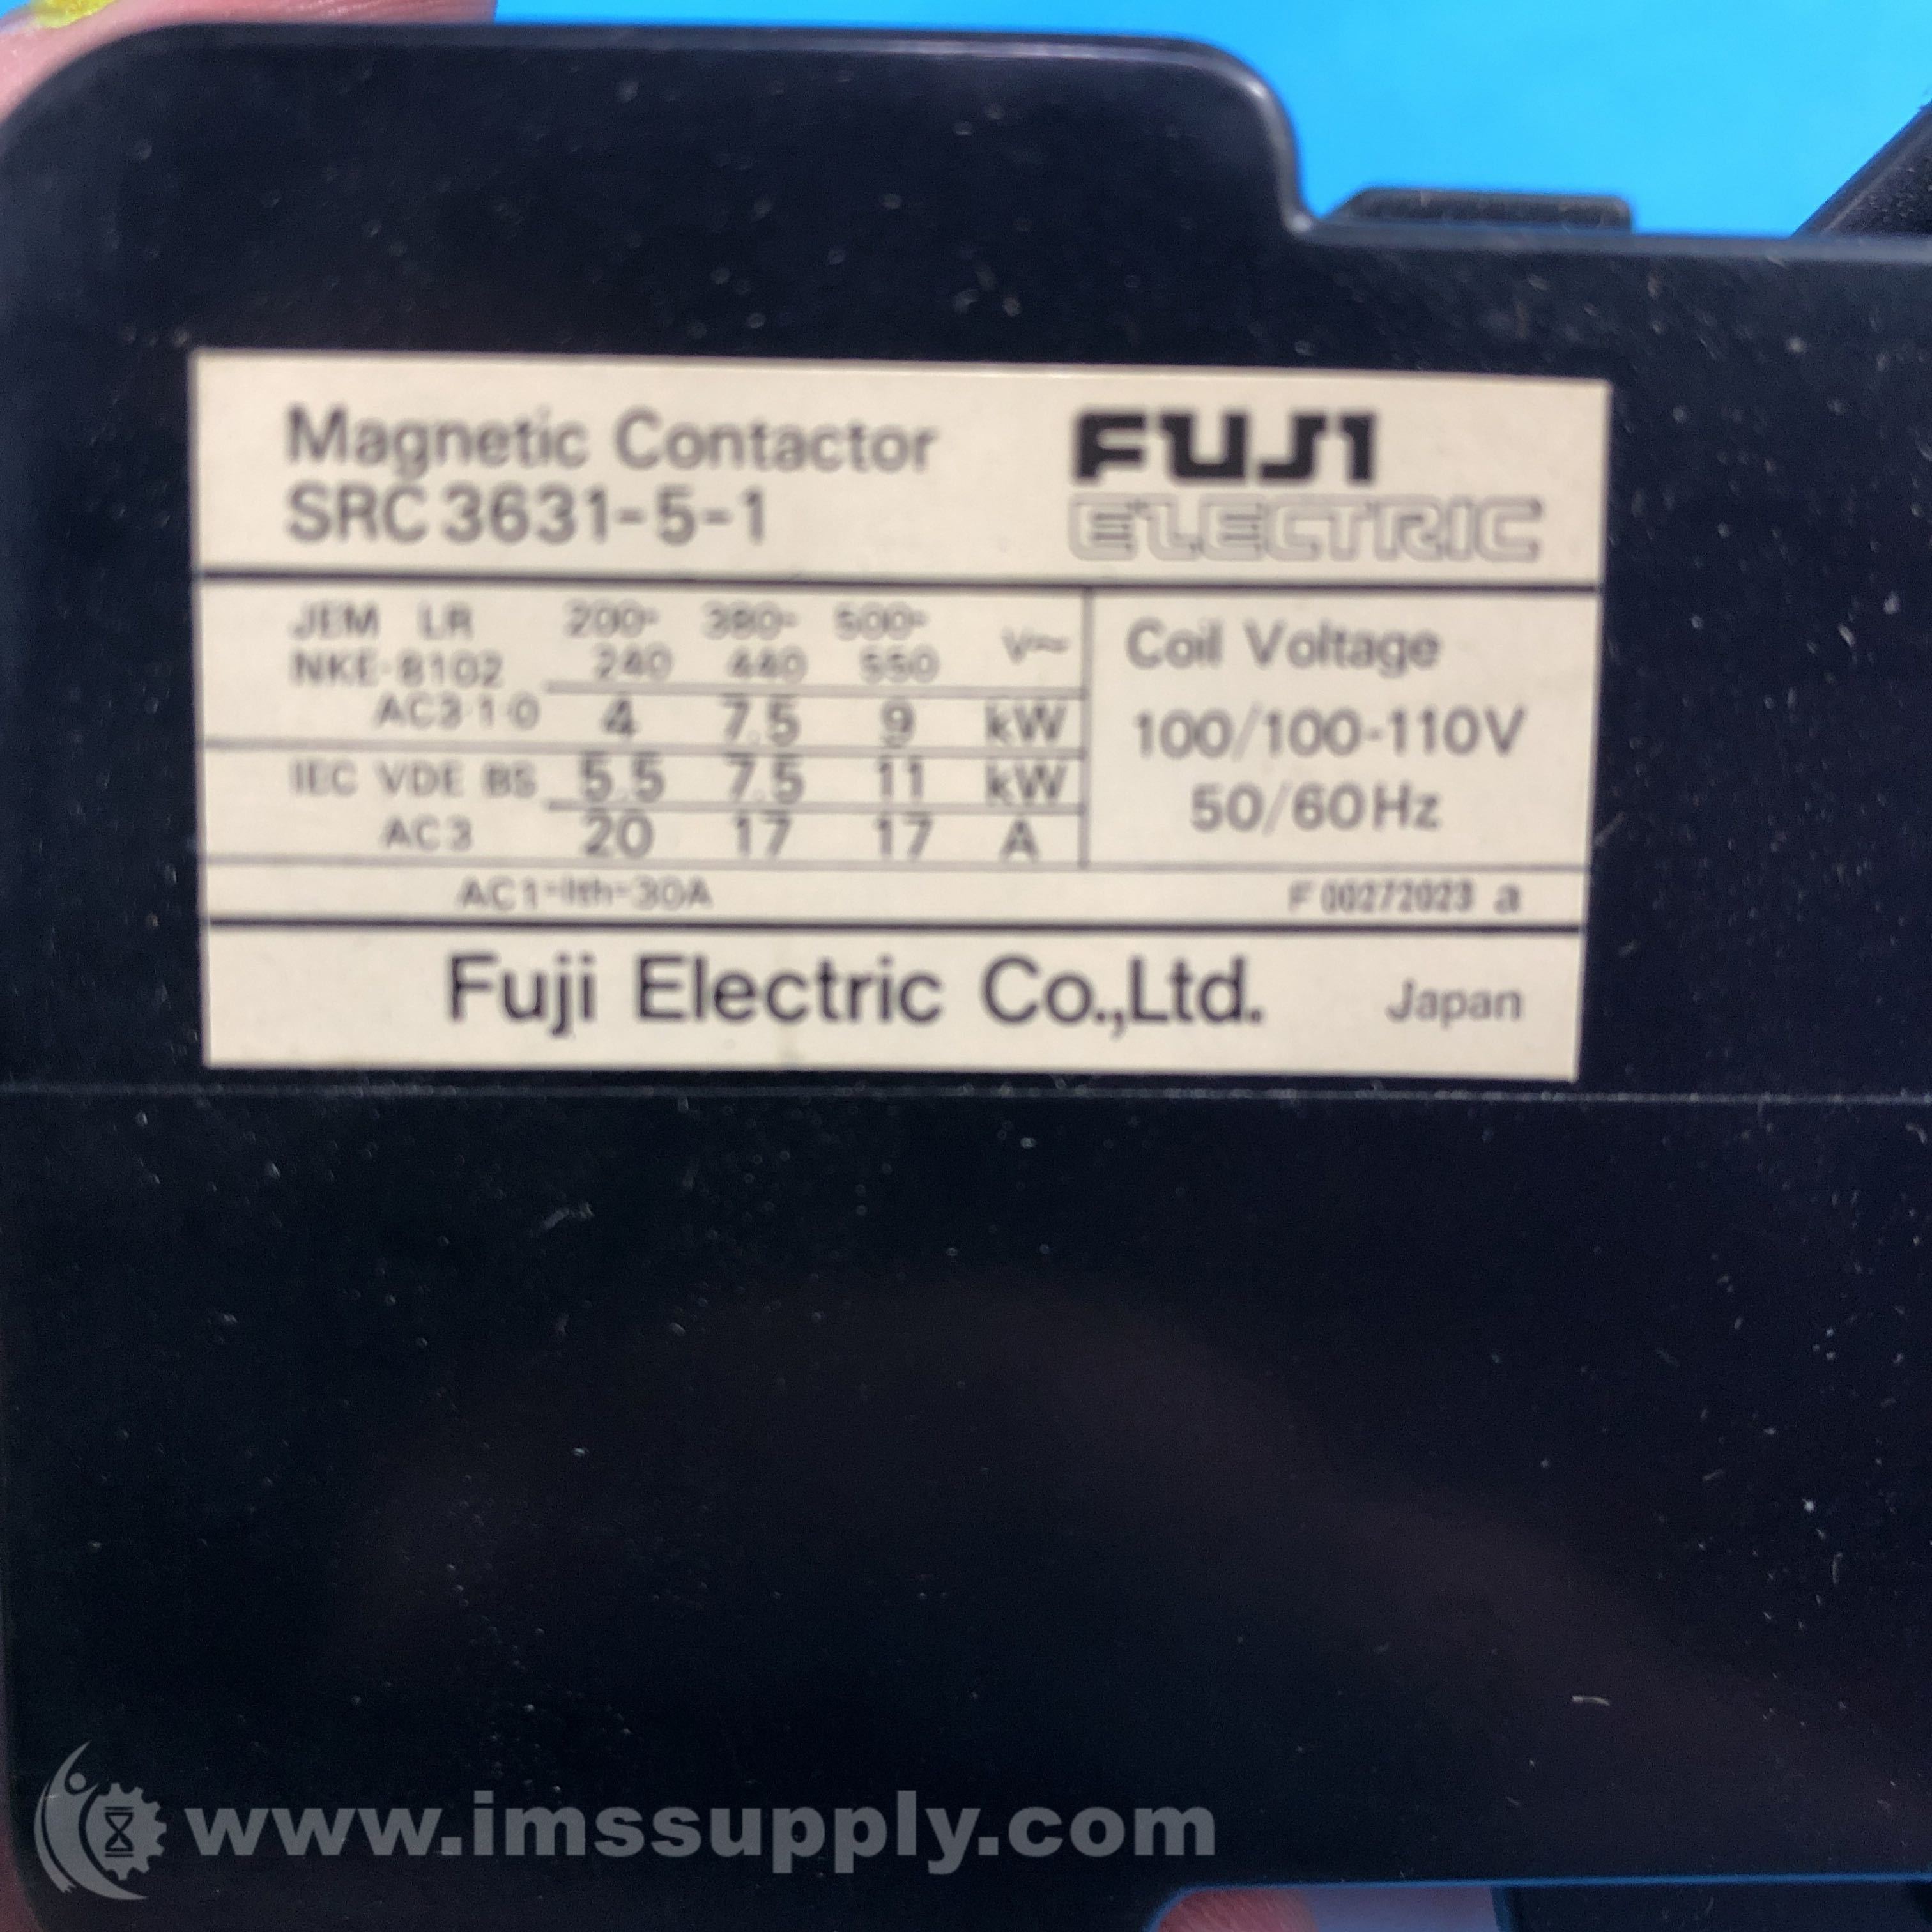 Magnetic Contactor
SRC 3631-5-1
FUJI
ELECTRIC
JEM LR 200- 380- 500- V~
NKE-8102 240 440 550
AC3·1·0 4 7.5 9 kW
IEC VDE BS 5.5 7.5 11 kW
AC3 20 17 17 A
Coil Voltage
100/100-110V
50/60Hz
AC1-Ith-30A
F 00272023 a
Fuji Electric Co.,Ltd. Japan
www.imssupply.com